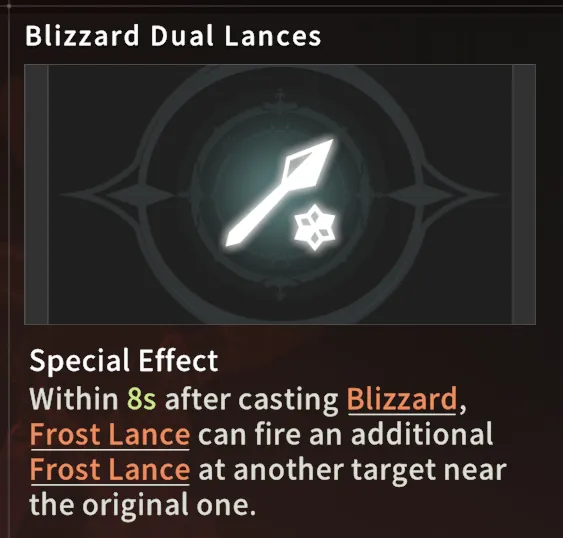 Blizzard Dual Lances
Special Effect
Within 8s after casting Blizzard,
Frost Lance can fire an additional
Frost Lance at another target near
the original one.